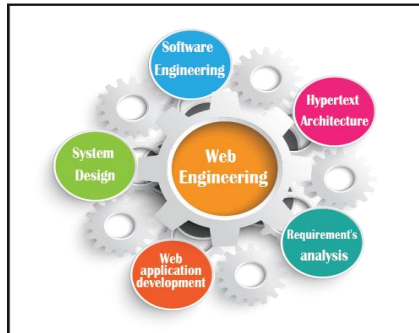 Software
Engineering
Hypertext
Architecture
System
Design
Web
Engineering
Requirement's
analysis
Web
application
development